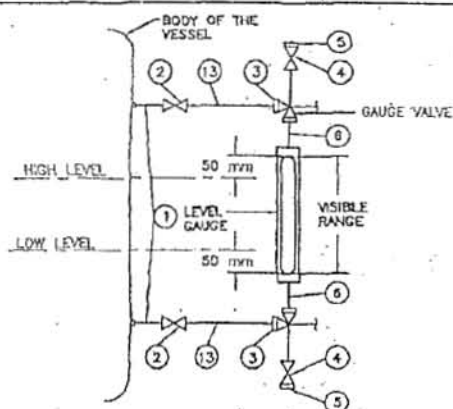 BODY OF THE
VESSEL
5
2
13
3
4
GAUGE VALVE
6
HIGH LEVEL
50 mm
1
LEVEL
GAUGE
VISIBLE
RANGE
LOW LEVEL
50 mm
6
2
13
3
4
5